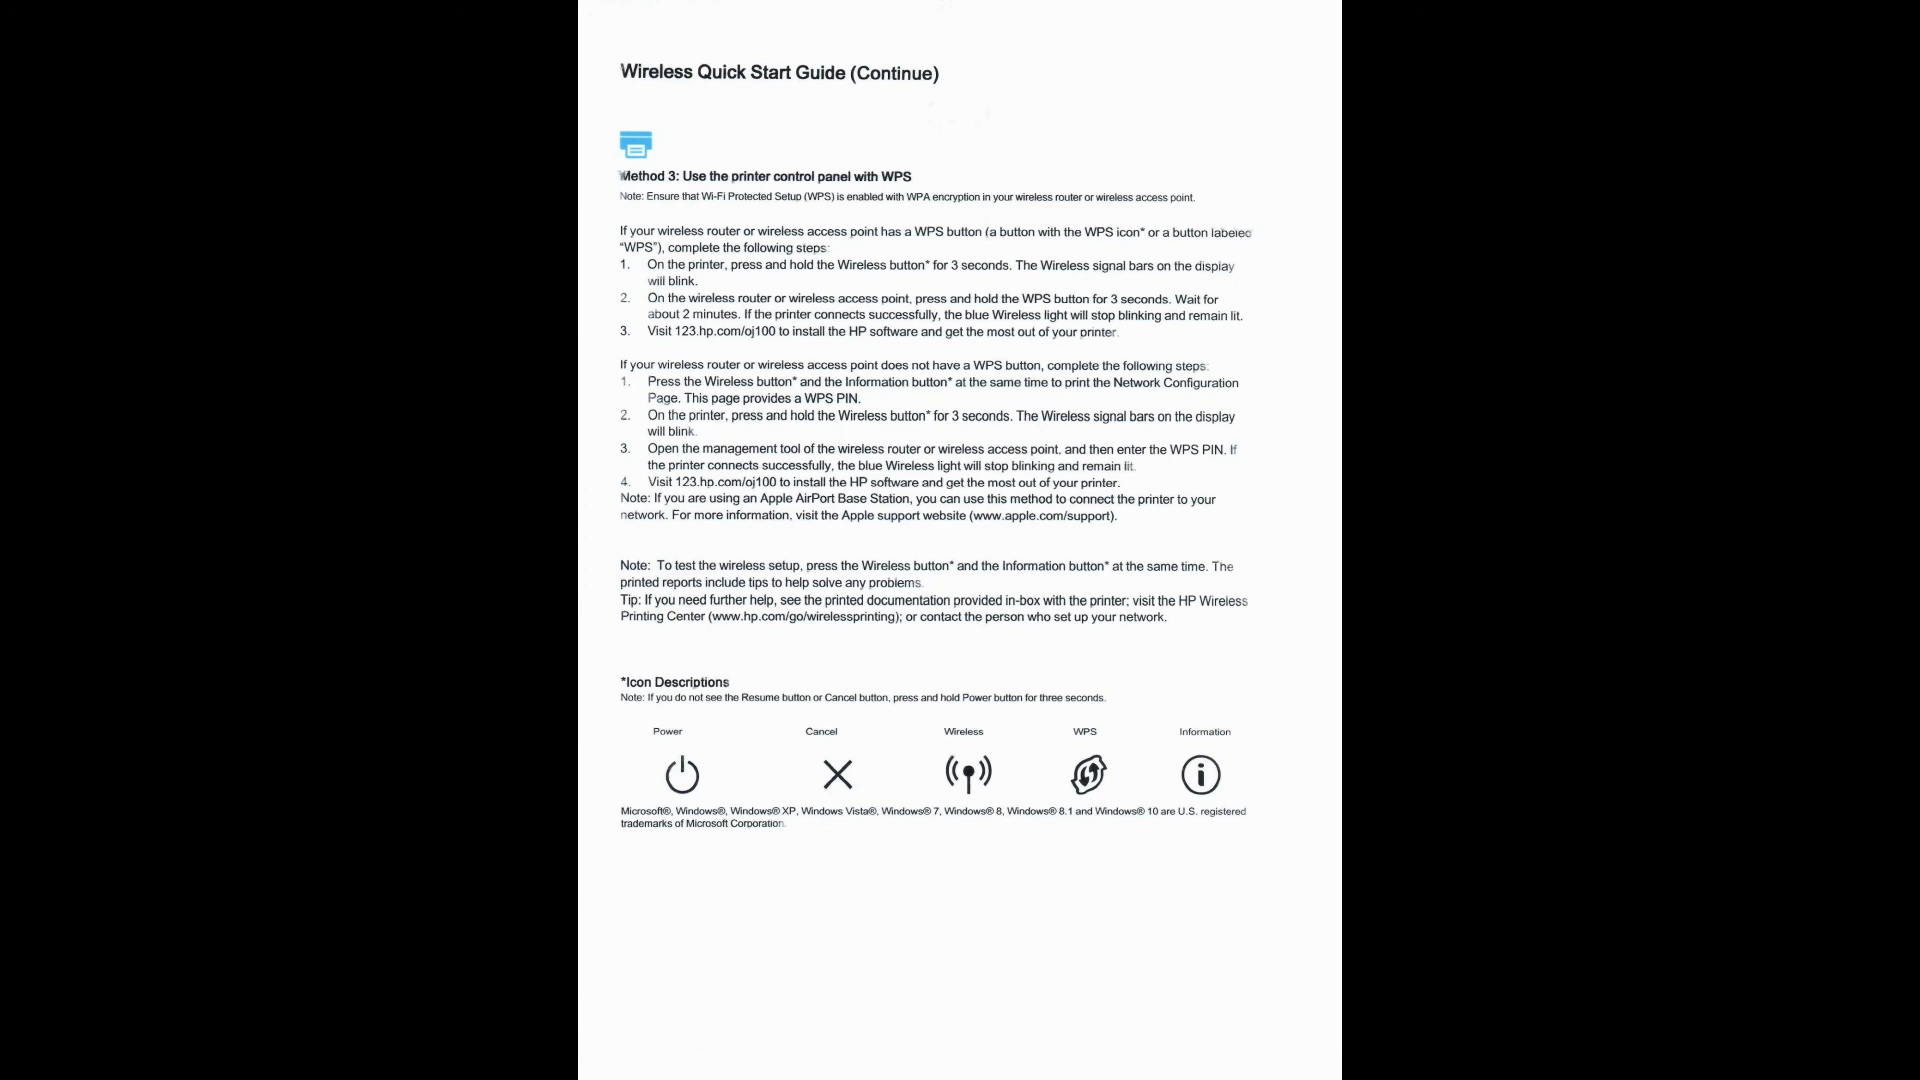 Wireless Quick Start Guide (Continue)
Method 3: Use the printer control panel with WPS
Note: Ensure that Wi-Fi Protected Setup (WPS) is enabled with WPA encryption in your wireless router or wireless access point.
If your wireless router or wireless access point has a WPS button (a button with the WPS icon* or a button labeled
“WPS”), complete the following steps:
1. On the printer, press and hold the Wireless button* for 3 seconds. The Wireless signal bars on the display
will blink.
2. On the wireless router or wireless access point, press and hold the WPS button for 3 seconds. Wait for
about 2 minutes. If the printer connects successfully, the blue Wireless light will stop blinking and remain lit.
3. Visit 123.hp.com/oj100 to install the HP software and get the most out of your printer.
If your wireless router or wireless access point does not have a WPS button, complete the following steps:
1. Press the Wireless button* and the Information button* at the same time to print the Network Configuration
Page. This page provides a WPS PIN.
2. On the printer, press and hold the Wireless button* for 3 seconds. The Wireless signal bars on the display
will blink.
3. Open the management tool of the wireless router or wireless access point, and then enter the WPS PIN. If
the printer connects successfully, the blue Wireless light will stop blinking and remain lit.
4. Visit 123.hp.com/oj100 to install the HP software and get the most out of your printer.
Note: If you are using an Apple AirPort Base Station, you can use this method to connect the printer to your
network. For more information, visit the Apple support website (www.apple.com/support).
Note: To test the wireless setup, press the Wireless button* and the Information button* at the same time. The
printed reports include tips to help solve any problems.
Tip: If you need further help, see the printed documentation provided in-box with the printer; visit the HP Wireless
Printing Center (www.hp.com/go/wirelessprinting); or contact the person who set up your network.
*Icon Descriptions
Note: If you do not see the Resume button or Cancel button, press and hold Power button for three seconds.
Power Cancel Wireless WPS Information
Microsoft®, Windows®, Windows® XP, Windows Vista®, Windows® 7, Windows® 8, Windows® 8.1 and Windows® 10 are U.S. registered
trademarks of Microsoft Corporation.